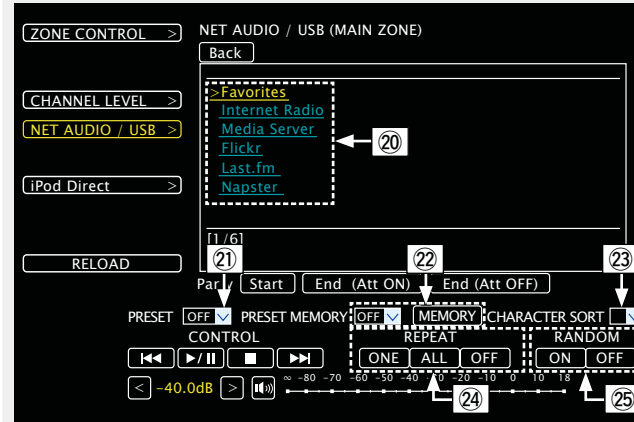 ZONE CONTROL >
NET AUDIO / USB (MAIN ZONE)
Back
CHANNEL LEVEL >
NET AUDIO / USB >
iPod Direct >
RELOAD
>Favorites
Internet Radio
Media Server
Flickr
Last.fm
Napster
⑳
[1/6]
㉑
㉒
㉓
Party Start End (Att ON) End (Att OFF)
PRESET OFF PRESET MEMORY OFF MEMORY CHARACTER SORT
CONTROL REPEAT RANDOM
ONE ALL OFF ON OFF
< -40.0dB > ∞ -80 -70 -60 -50 -40 -30 -20 -10 0 10 18
㉔
㉕